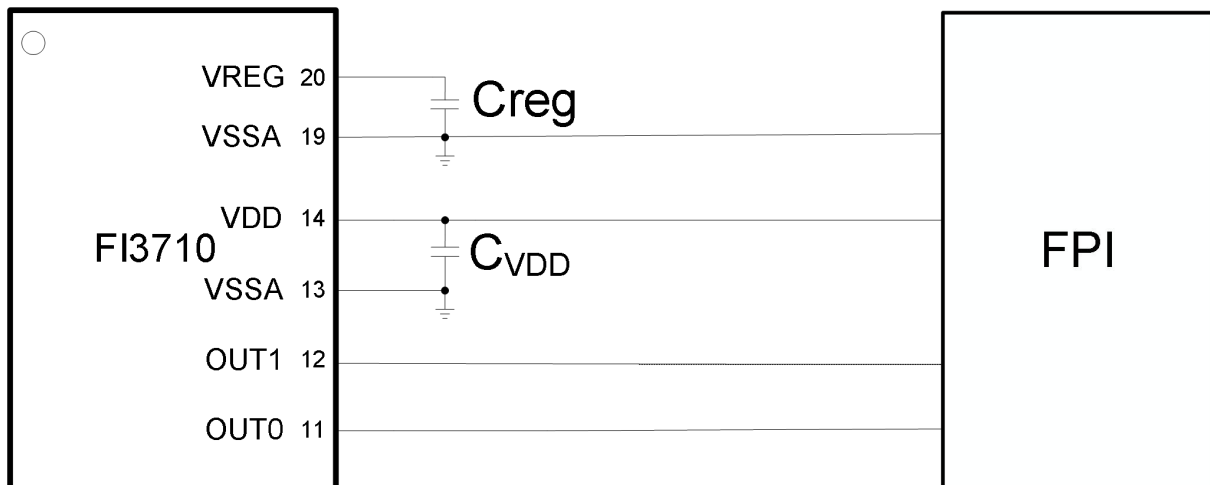 VREG 20
Creg
VSSA 19
VDD 14
FI3710
CVDD
FPI
VSSA 13
OUT1 12
OUT0 11